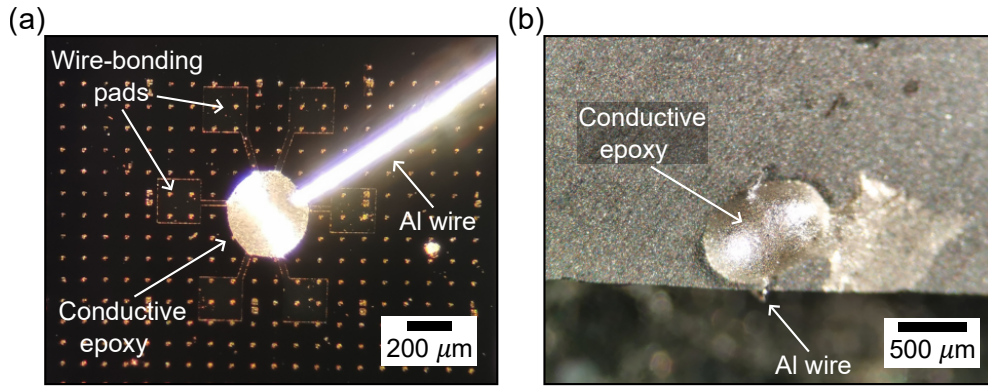 (a)
Wire-bonding
pads
Al wire
Conductive
epoxy
200 μm
(b)
Conductive
epoxy
Al wire
500 μm